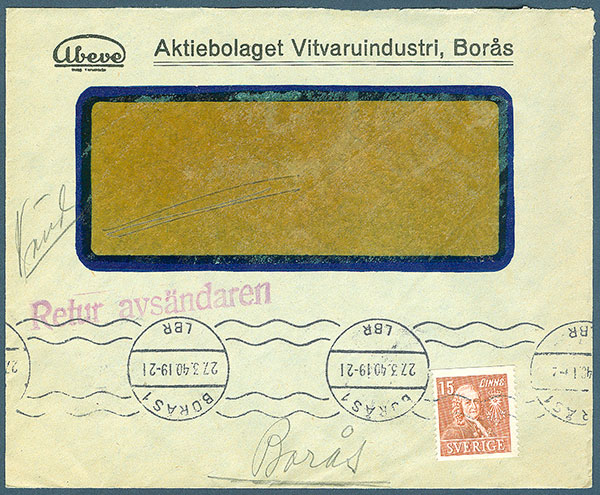 Abeve
Aktiebolaget Vitvaruindustri, Borås
Retur avsändaren
LBR
27.3.40.19-21
BORÅS 1
LBR
27.3.40.19-21
BORÅS 1
15 LINNÉ
SVERIGE
Borås